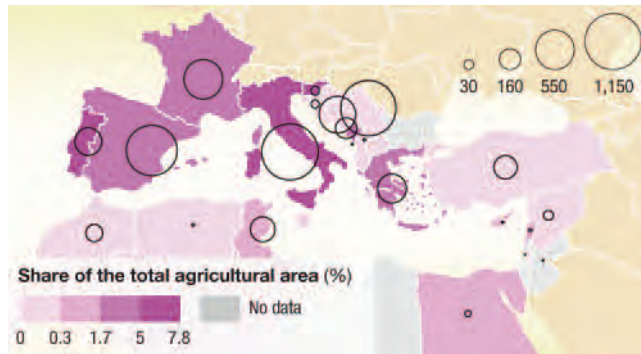 30 160 550 1,150
Share of the total agricultural area (%)
No data
0 0.3 1.7 5 7.8